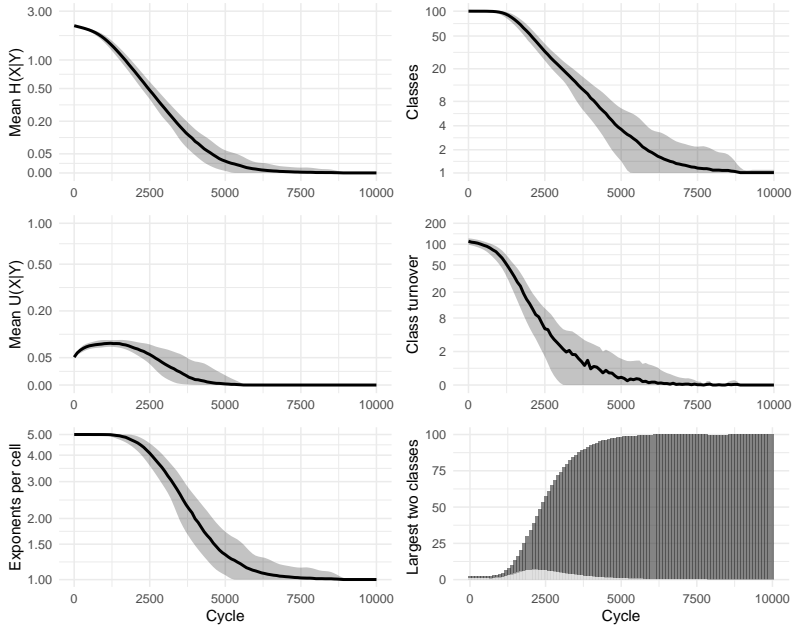 Mean H(X|Y)
3.00
1.00
0.50
0.20
0.05
0.00
0 2500 5000 7500 10000
Classes
100
50
20
8
4
2
1
0 2500 5000 7500 10000
Mean U(X|Y)
1.00
0.50
0.20
0.05
0.00
0 2500 5000 7500 10000
Class turnover
200
100
50
20
8
2
0
0 2500 5000 7500 10000
Exponents per cell
5.00
4.00
3.00
2.00
1.50
1.00
0 2500 5000 7500 10000
Cycle
Largest two classes
100
75
50
25
0
0 2500 5000 7500 10000
Cycle